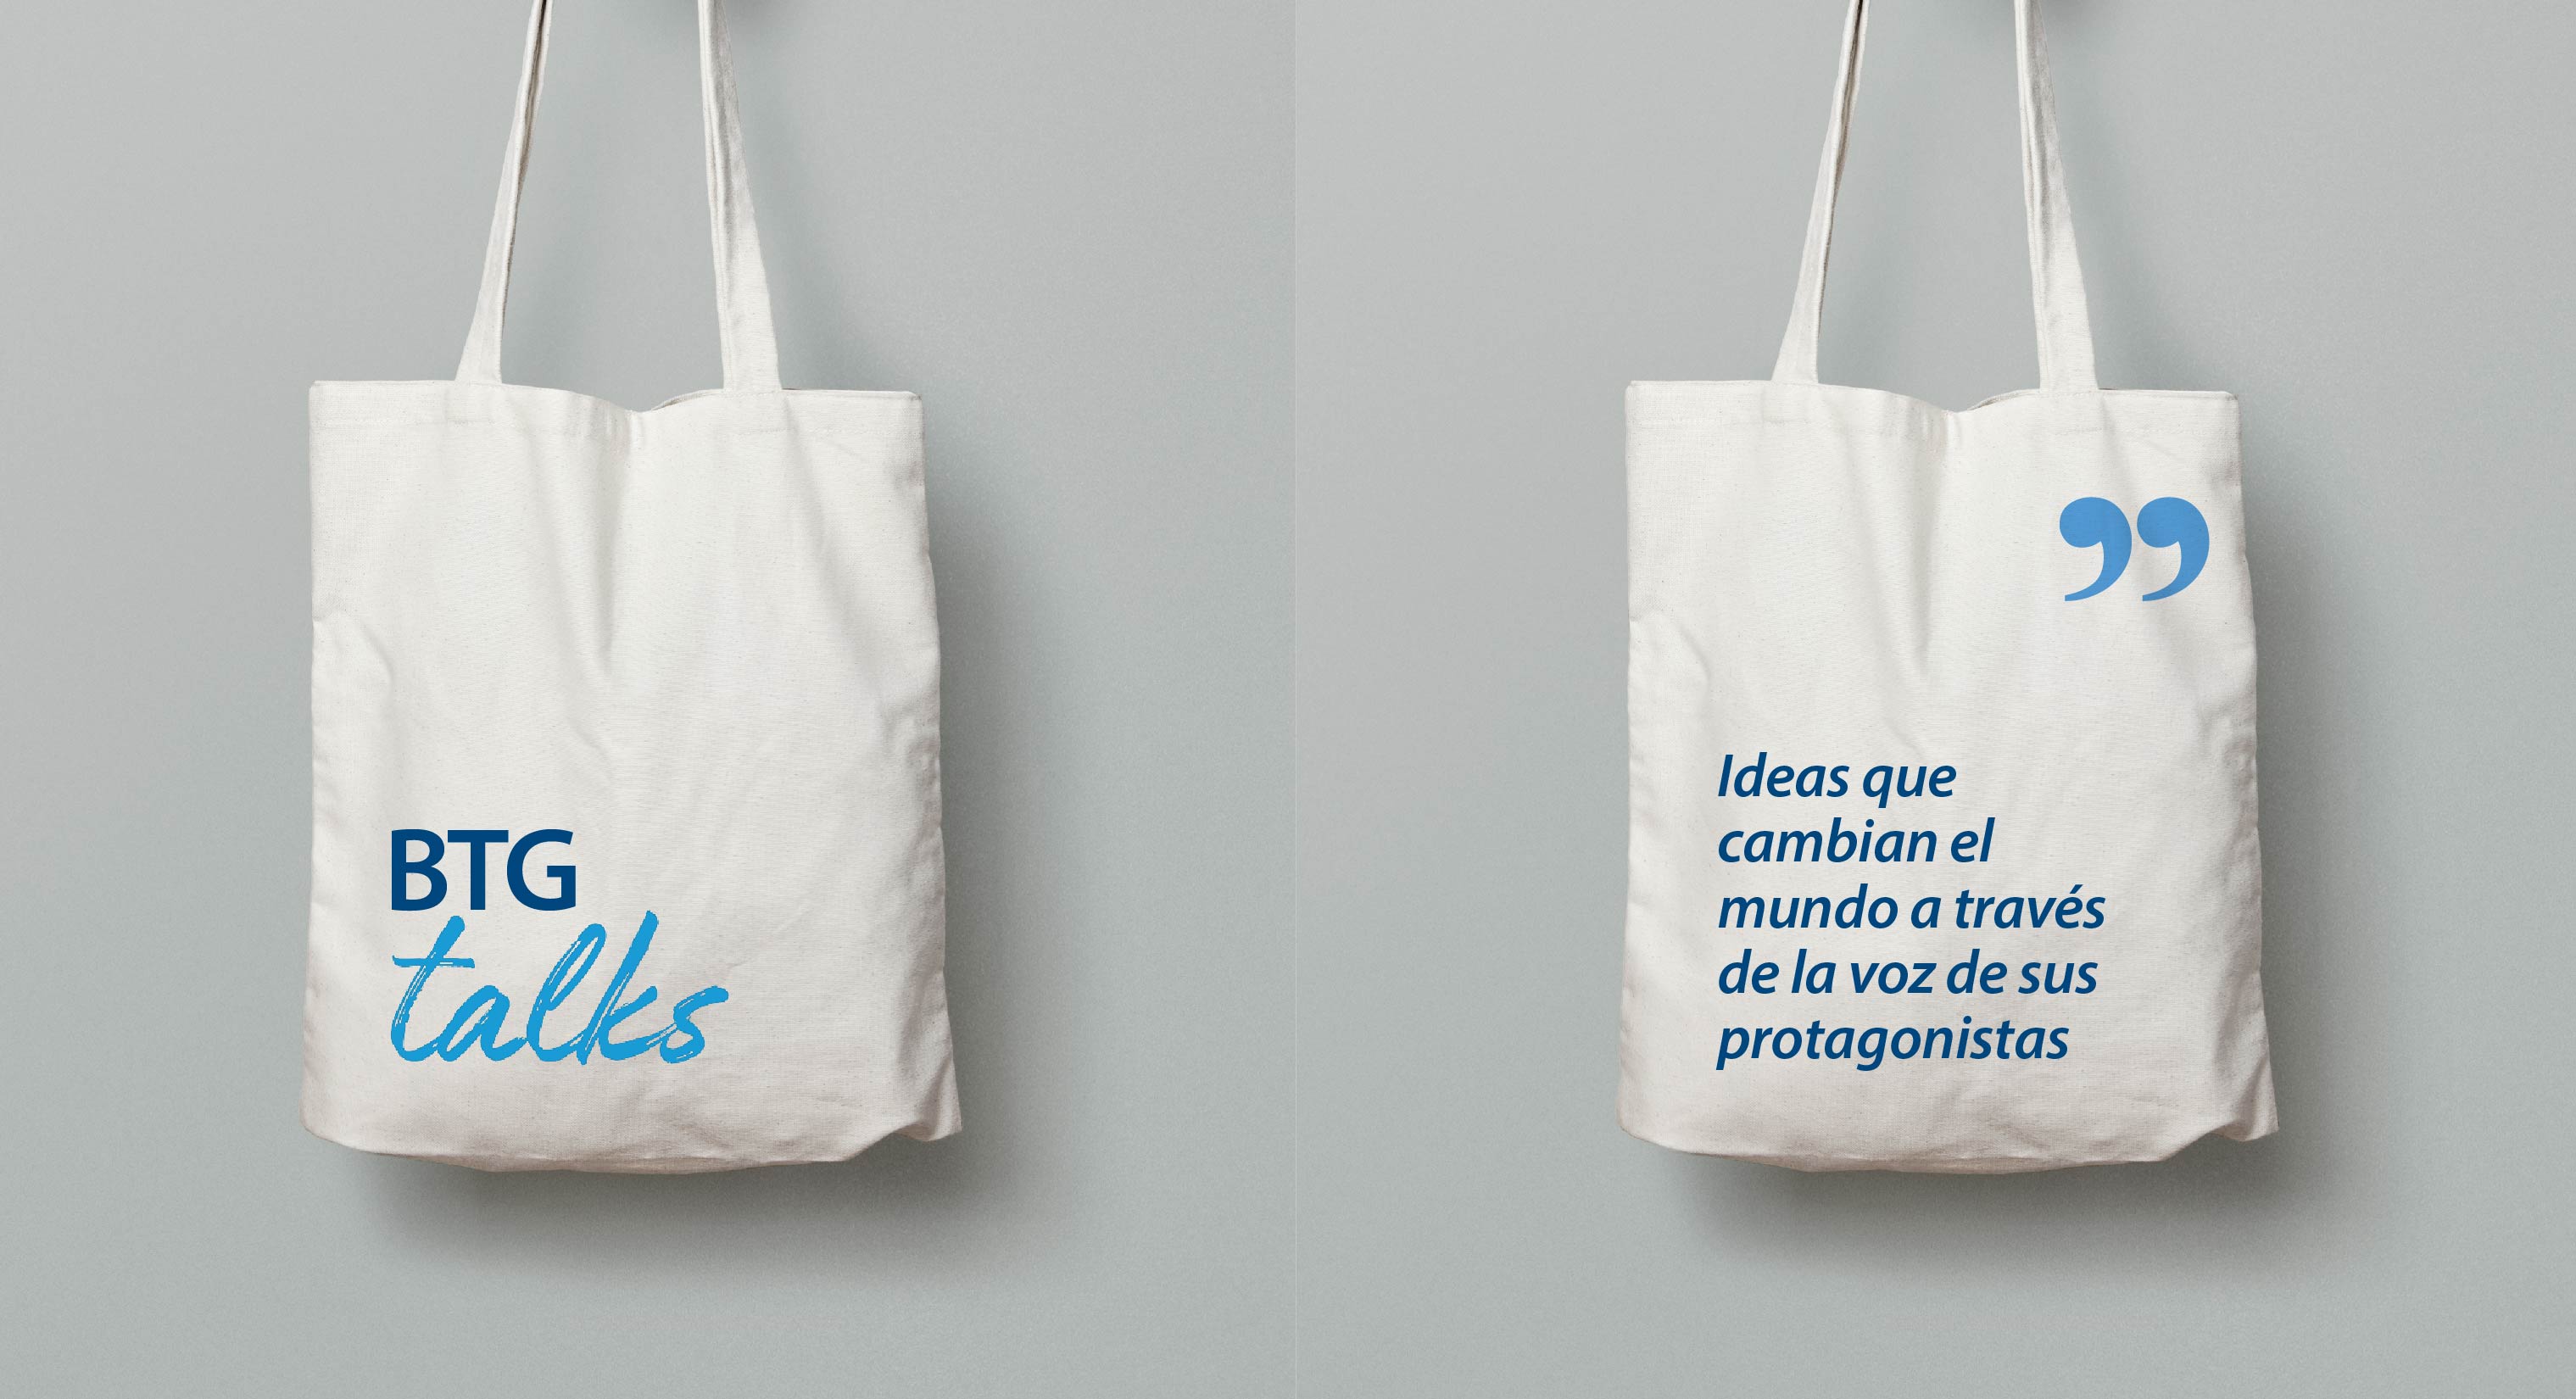 BTG
talks
”
Ideas que
cambian el
mundo a través
de la voz de sus
protagonistas